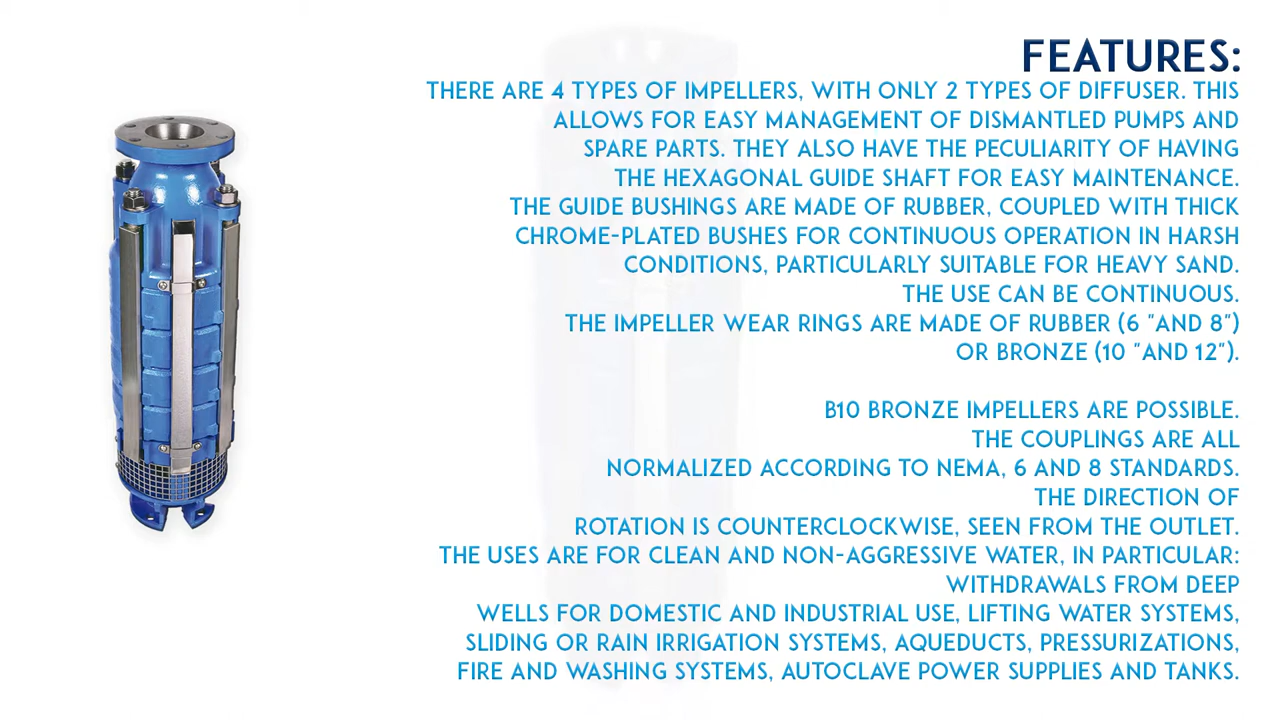 FEATURES:
THERE ARE 4 TYPES OF IMPELLERS, WITH ONLY 2 TYPES OF DIFFUSER. THIS
ALLOWS FOR EASY MANAGEMENT OF DISMANTLED PUMPS AND
SPARE PARTS. THEY ALSO HAVE THE PECULIARITY OF HAVING
THE HEXAGONAL GUIDE SHAFT FOR EASY MAINTENANCE.
THE GUIDE BUSHINGS ARE MADE OF RUBBER, COUPLED WITH THICK
CHROME-PLATED BUSHES FOR CONTINUOUS OPERATION IN HARSH
CONDITIONS, PARTICULARLY SUITABLE FOR HEAVY SAND.
THE USE CAN BE CONTINUOUS.
THE IMPELLER WEAR RINGS ARE MADE OF RUBBER (6 "AND 8")
OR BRONZE (10 "AND 12").
B10 BRONZE IMPELLERS ARE POSSIBLE.
THE COUPLINGS ARE ALL
NORMALIZED ACCORDING TO NEMA, 6 AND 8 STANDARDS.
THE DIRECTION OF
ROTATION IS COUNTERCLOCKWISE, SEEN FROM THE OUTLET.
THE USES ARE FOR CLEAN AND NON-AGGRESSIVE WATER, IN PARTICULAR:
WITHDRAWALS FROM DEEP
WELLS FOR DOMESTIC AND INDUSTRIAL USE, LIFTING WATER SYSTEMS,
SLIDING OR RAIN IRRIGATION SYSTEMS, AQUEDUCTS, PRESSURIZATIONS,
FIRE AND WASHING SYSTEMS, AUTOCLAVE POWER SUPPLIES AND TANKS.